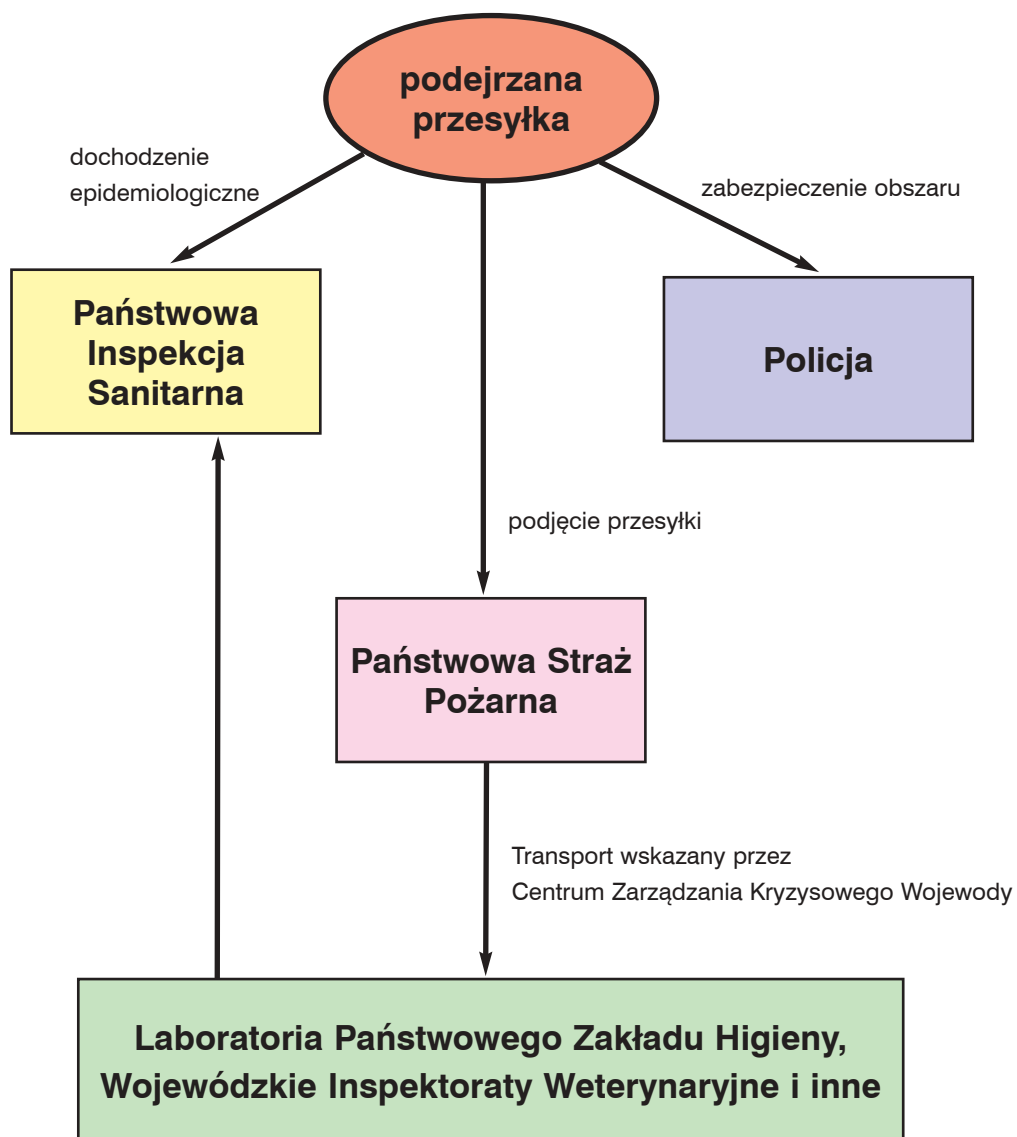 podejrzana
przesyłka
dochodzenie
epidemiologiczne
zabezpieczenie obszaru
Państwowa
Inspekcja
Sanitarna
Policja
podjęcie przesyłki
Państwowa Straż
Pożarna
Transport wskazany przez
Centrum Zarządzania Kryzysowego Wojewody
Laboratoria Państwowego Zakładu Higieny,
Wojewódzkie Inspektoraty Weterynaryjne i inne